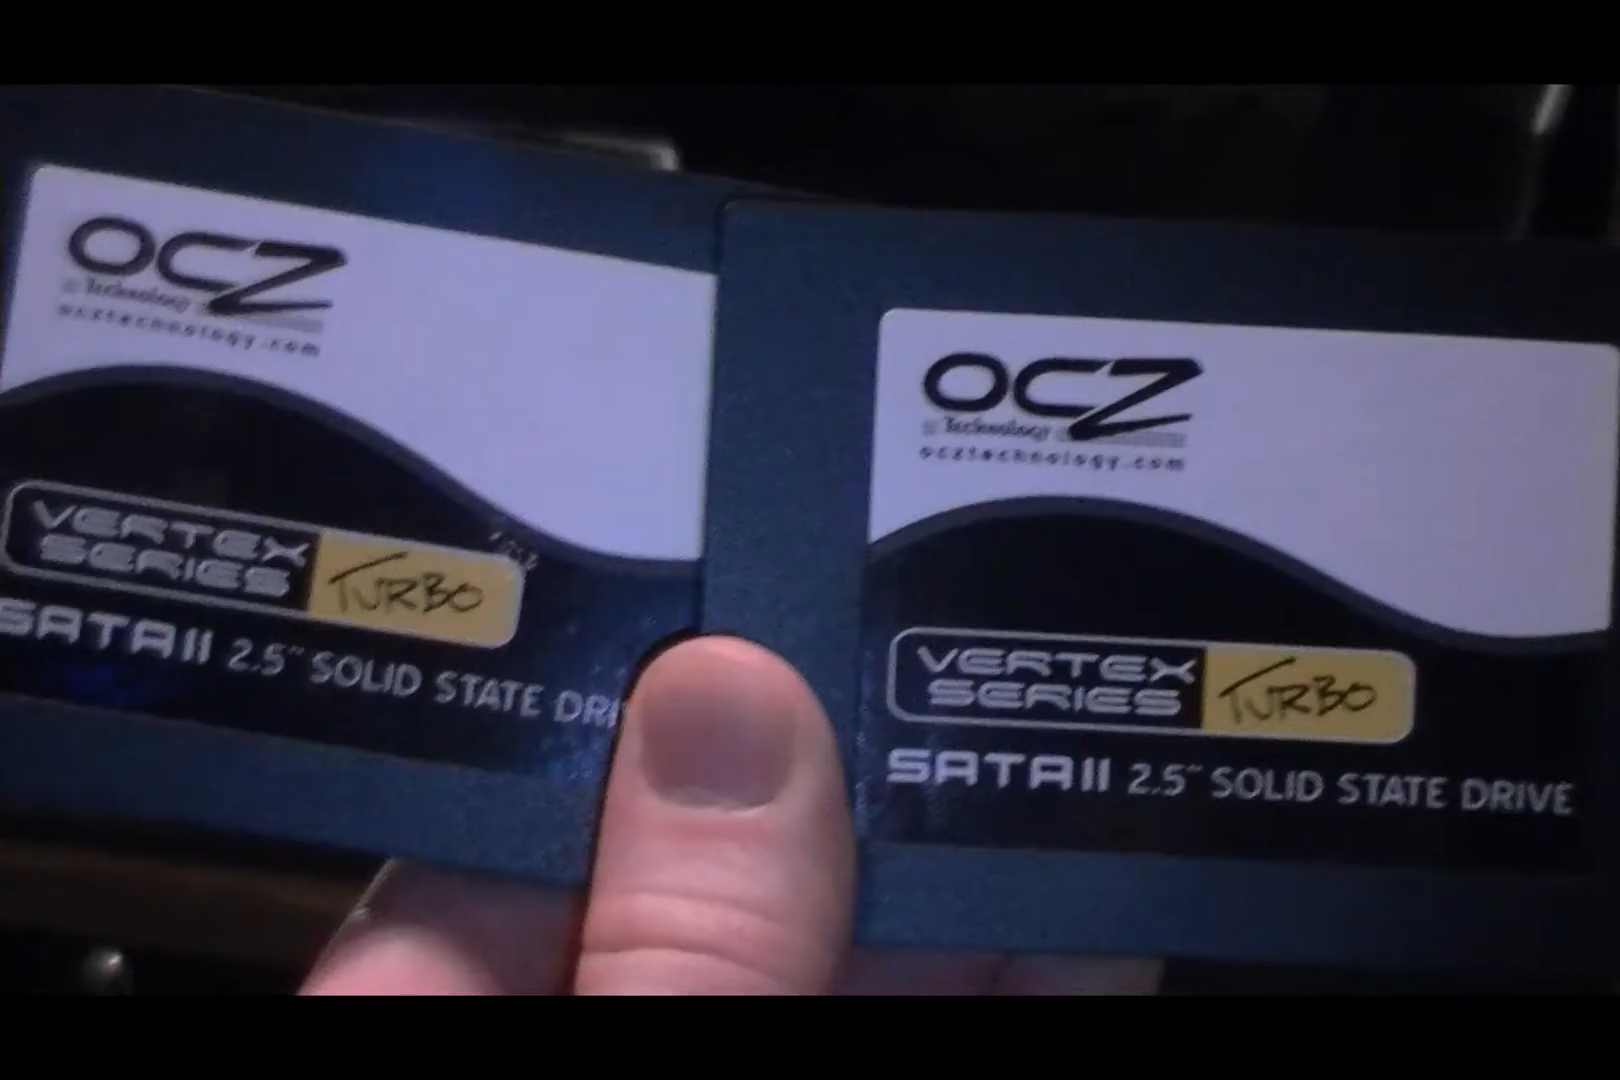 OCZ
Technology
ocztechnology.com
VERTEX
SERIES
TURBO
SATAII 2.5" SOLID STATE DRI
OCZ
Technology
ocztechnology.com
VERTEX
SERIES
TURBO
SATAII 2.5" SOLID STATE DRIVE